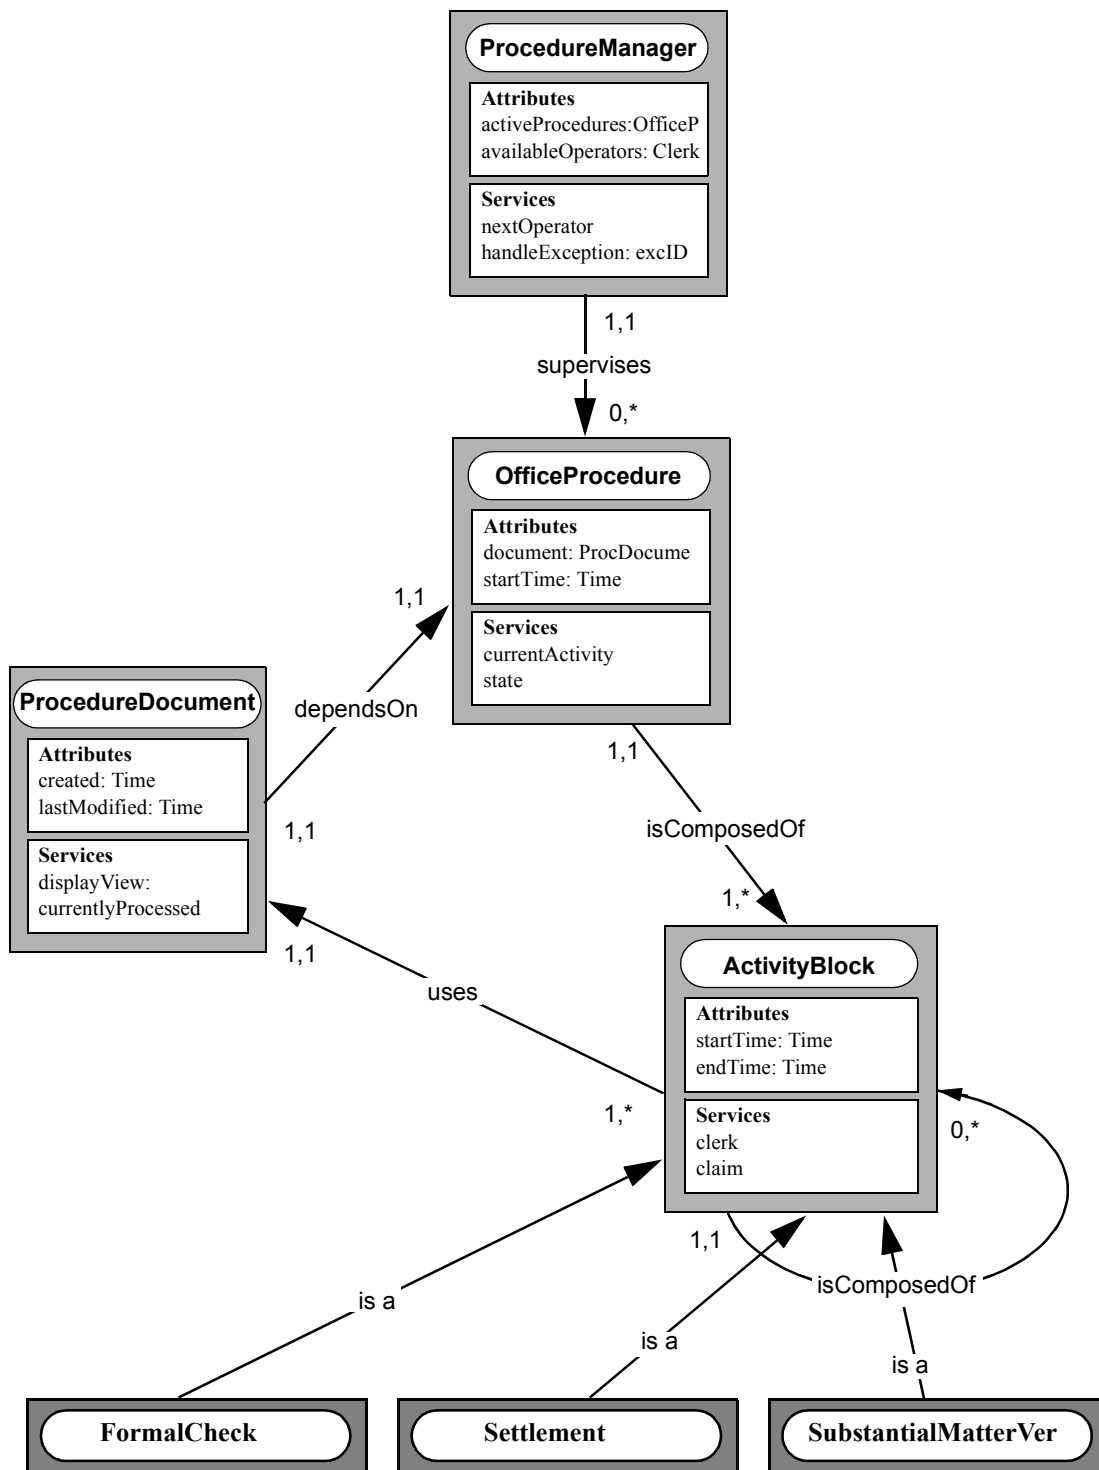 ProcedureManager
Attributes
activeProcedures:OfficeP
availableOperators: Clerk
Services
nextOperator
handleException: excID
1,1
supervises
0,*
OfficeProcedure
Attributes
document: ProcDocume
startTime: Time
Services
currentActivity
state
1,1
dependsOn
1,1
ProcedureDocument
Attributes
created: Time
lastModified: Time
Services
displayView:
currentlyProcessed
1,1
isComposedOf
1,*
1,1
uses
1,*
ActivityBlock
Attributes
startTime: Time
endTime: Time
Services
clerk
claim
0,*
1,1
isComposedOf
is a
is a
is a
FormalCheck
Settlement
SubstantialMatterVer